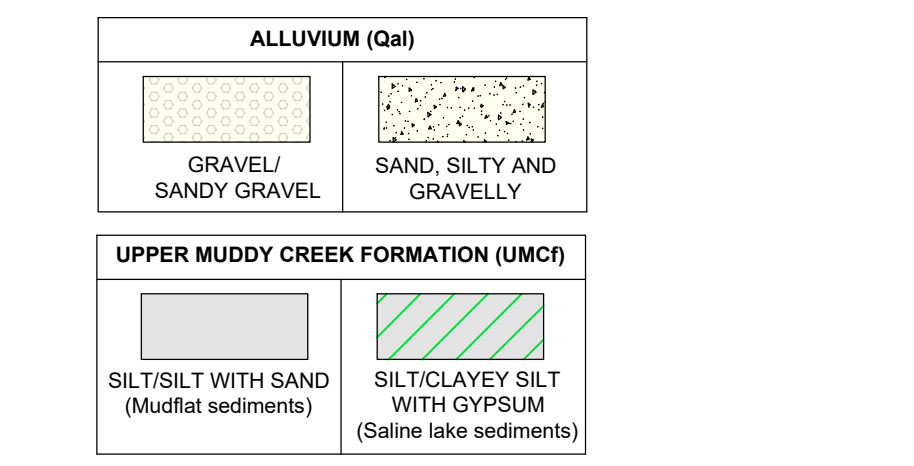 ALLUVIUM (Qal)
GRAVEL/
SANDY GRAVEL
SAND, SILTY AND
GRAVELLY
UPPER MUDDY CREEK FORMATION (UMCf)
SILT/SILT WITH SAND
(Mudflat sediments)
SILT/CLAYEY SILT
WITH GYPSUM
(Saline lake sediments)